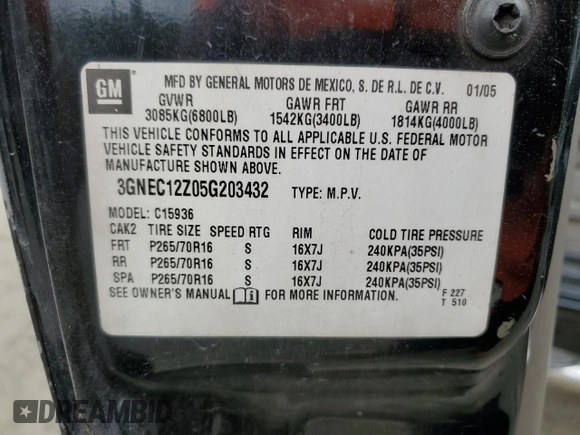 GM
MFD BY GENERAL MOTORS DE MEXICO, S. DE R.L. DE C.V. 01/05
GVWR GAWR FRT GAWR RR
3085KG(6800LB) 1542KG(3400LB) 1814KG(4000LB)
THIS VEHICLE CONFORMS TO ALL APPLICABLE U.S. FEDERAL MOTOR
VEHICLE SAFETY STANDARDS IN EFFECT ON THE DATE OF
MANUFACTURE SHOWN ABOVE.
3GNEC12Z05G203432 TYPE: M.P.V.
MODEL: C15936
CAK2 TIRE SIZE SPEED RTG RIM COLD TIRE PRESSURE
FRT P265/70R16 S 16X7J 240KPA(35PSI)
RR P265/70R16 S 16X7J 240KPA(35PSI)
SPA P265/70R16 S 16X7J 240KPA(35PSI)
SEE OWNER'S MANUAL FOR MORE INFORMATION. F 227
T 510
DREAMBID.COM